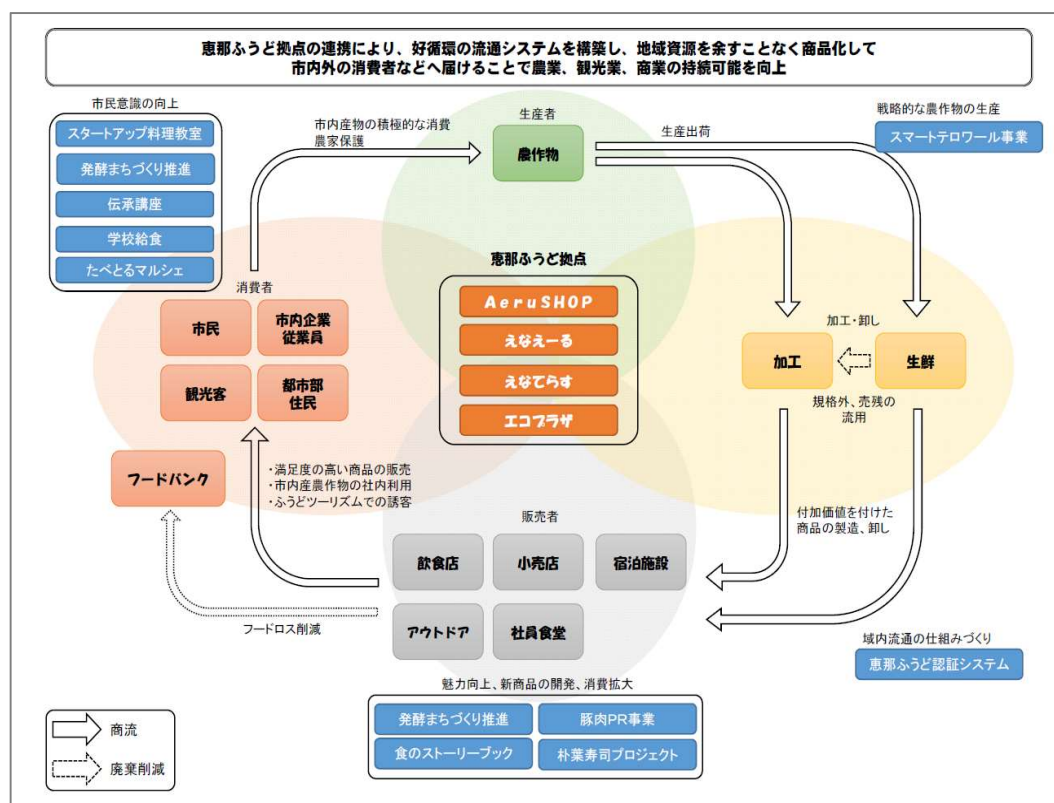 恵那ふうど拠点の連携により、好循環の流通システムを構築し、地域資源を余すことなく商品化して
市内外の消費者などへ届けることで農業、観光業、商業の持続可能を向上
市民意識の向上
スタートアップ料理教室
発酵まちづくり推進
伝承講座
学校給食
たべとるマルシェ
市内産物の積極的な消費
農家保護
生産者
農作物
生産出荷
戦略的な農作物の生産
スマートテロワール事業
恵那ふうど拠点
AeruSHOP
えなえーる
えなてらす
エコプラザ
消費者
市民
市内企業
従業員
観光客
都市部
住民
フードバンク
加工・卸し
加工
生鮮
規格外、売残の
流用
・満足度の高い商品の販売
・市内産農作物の社内利用
・ふうどツーリズムでの誘客
付加価値を付けた
商品の製造、卸し
販売者
飲食店
小売店
宿泊施設
アウトドア
社員食堂
フードロス削減
域内流通の仕組みづくり
恵那ふうど認証システム
魅力向上、新商品の開発、消費拡大
発酵まちづくり推進
豚肉PR事業
食のストーリーブック
朴葉寿司プロジェクト
商流
廃棄削減